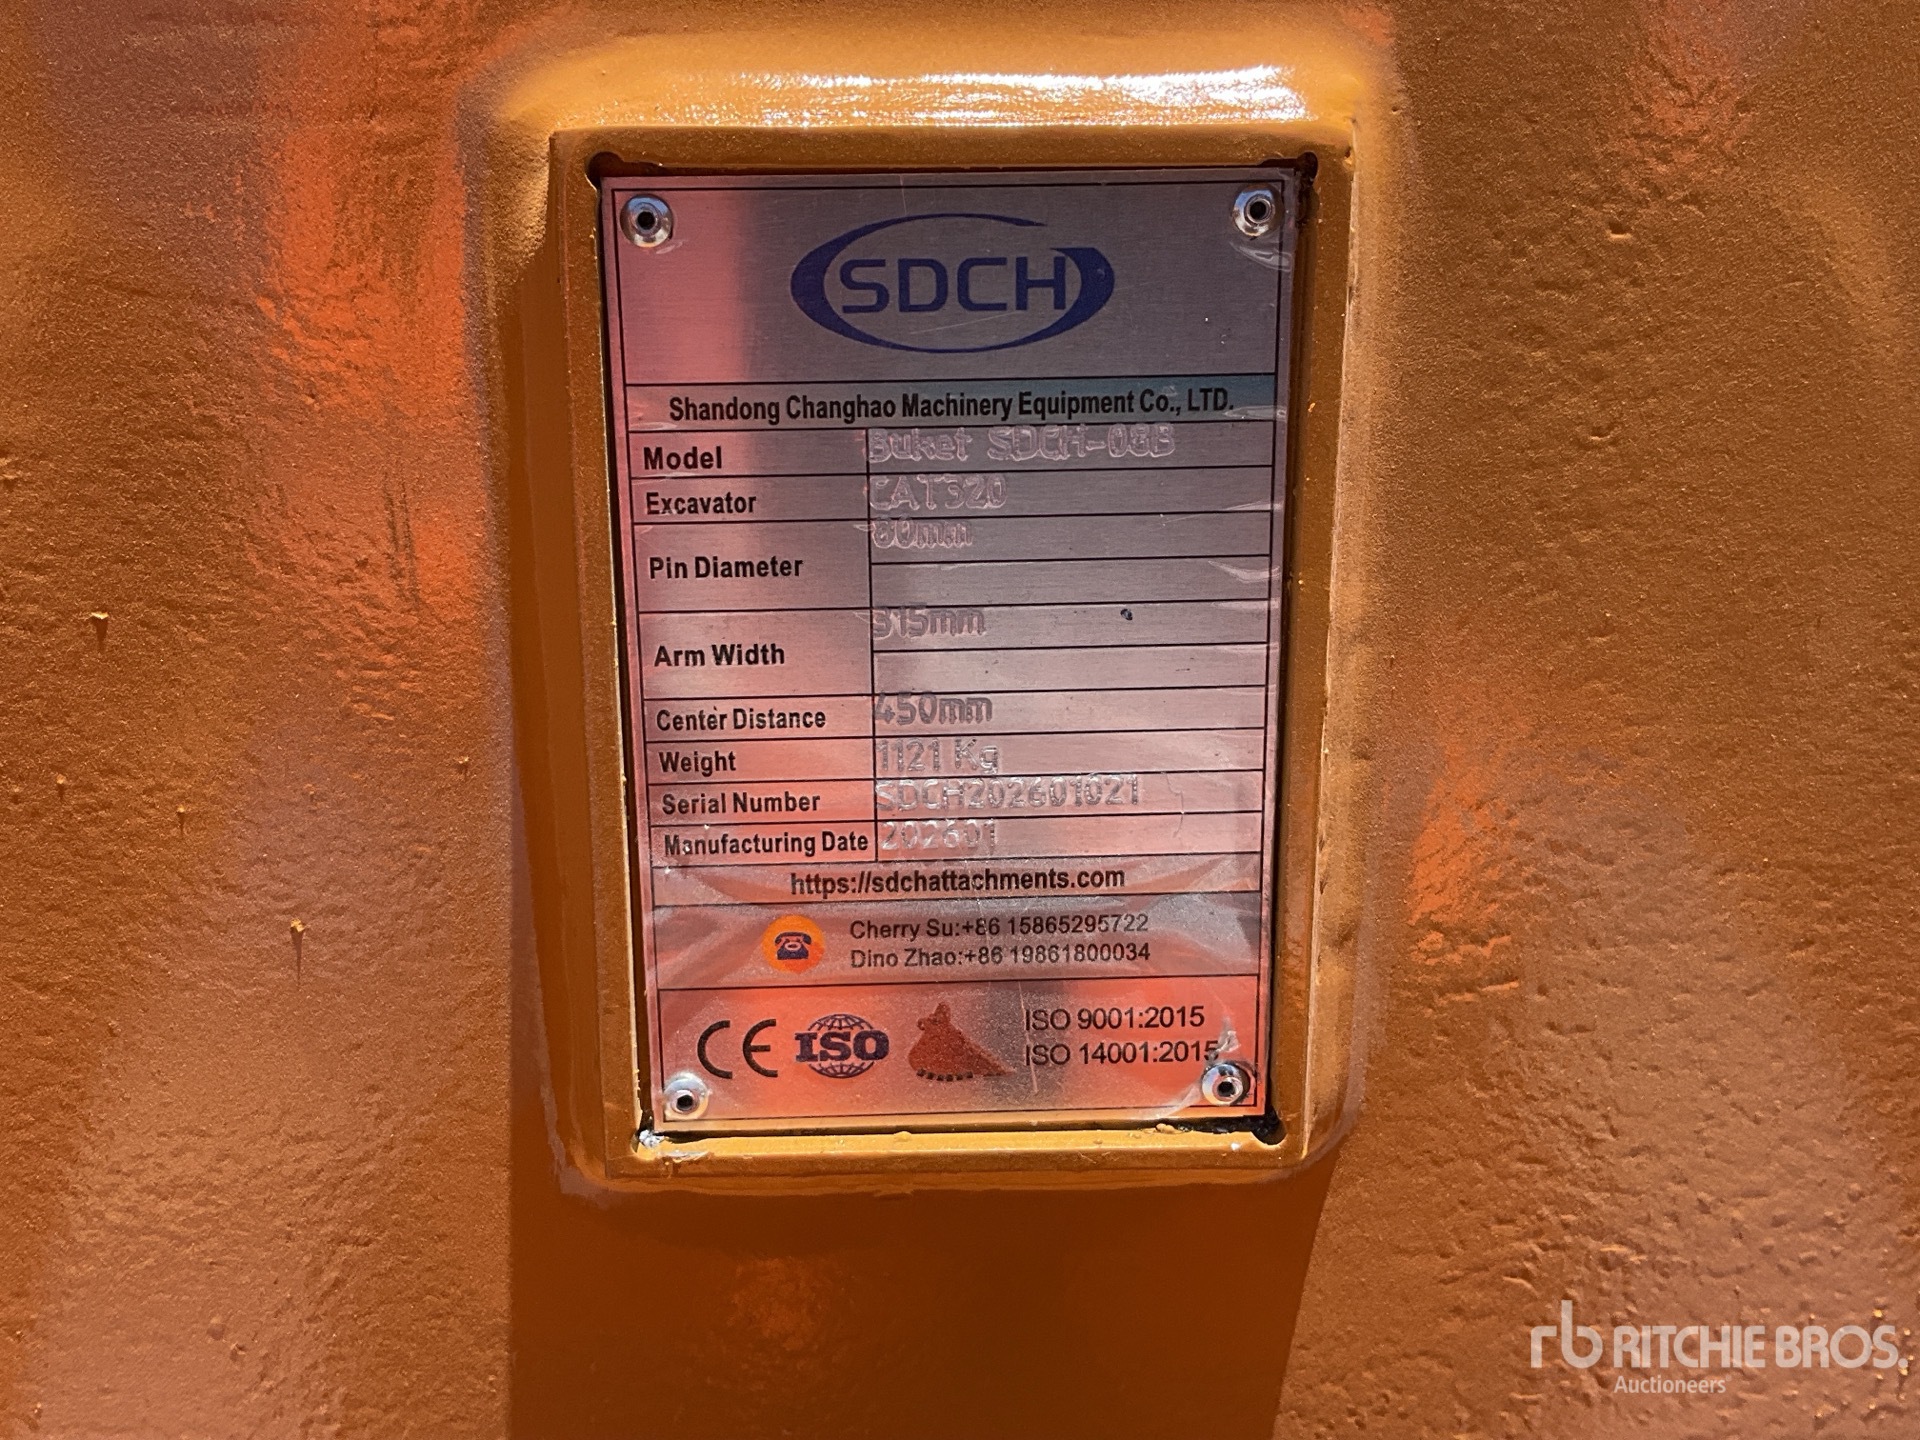 SDCH
Shandong Changhao Machinery Equipment Co., LTD.
Model Buket SDCH-08B
Excavator CAT320
Pin Diameter 80mm
Arm Width 315mm
Center Distance 450mm
Weight 1121 Kg
Serial Number SDCH202601021
Manufacturing Date 202601
https://sdchattachments.com
Cherry Su:+86 15865295722
Dino Zhao:+86 19861800034
CE ISO ISO 9001:2015
ISO 14001:2015
rb RITCHIE BROS.
Auctioneers